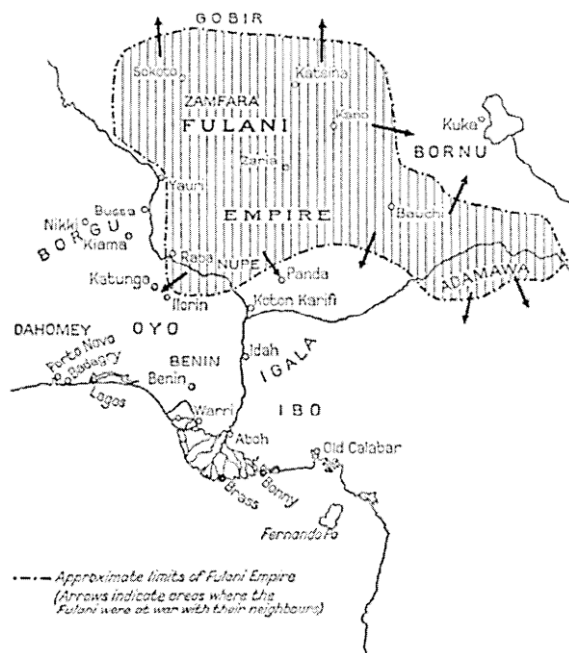 GOBIR
Sokoto
Katsina
ZAMFARA
FULANI
Kano
Kuka
BORNU
Zaria
Yauri
EMPIRE
Bauchi
Bussa
Nikki
BORGU
Kiama
Raba
NUPE
Panda
ADAMAWA
Katunga
Ilorin
Koton Karifi
DAHOMEY
OYO
Porto Novo
Badagry
Lagos
BENIN
Benin
Idah
IGALA
IBO
Warri
Aboh
Old Calabar
Bonny
Brass
Fernando Po
Approximate limits of Fulani Empire
(Arrows indicate areas where the
Fulani were at war with their neighbours)